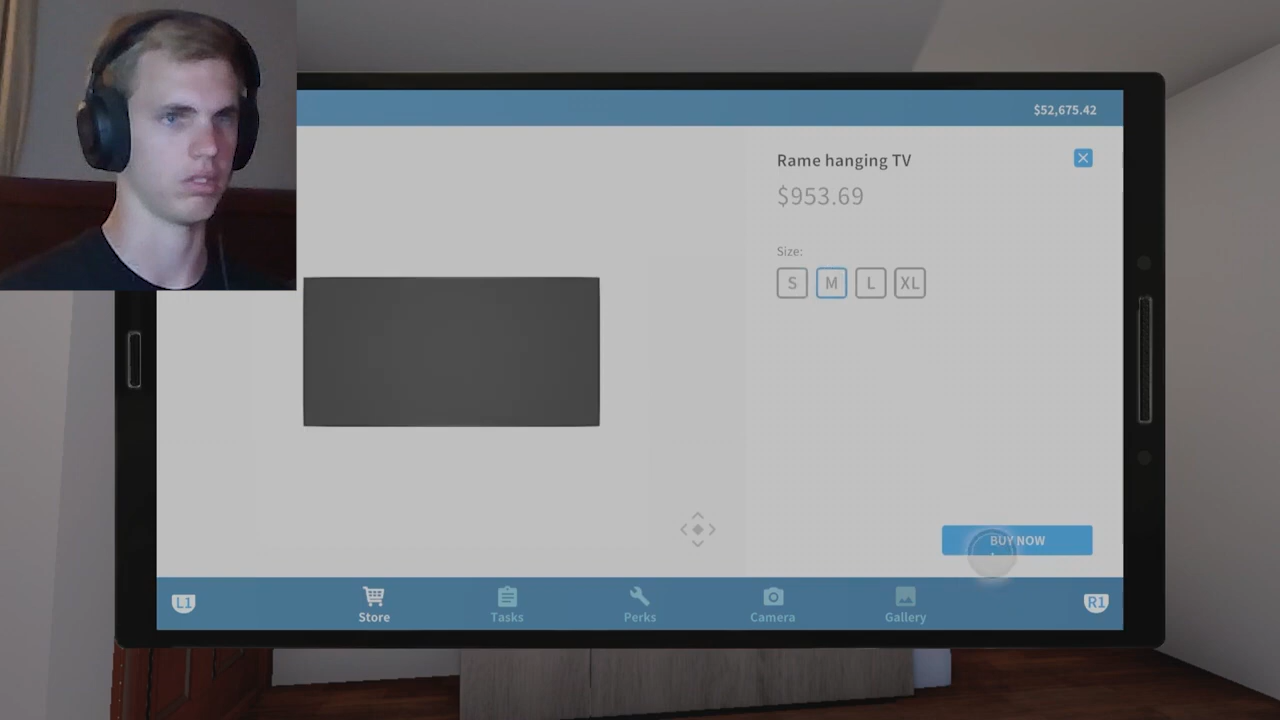 $52,675.42
Rame hanging TV
$953.69
Size:
S M L XL
BUY NOW
L1 Store Tasks Perks Camera Gallery R1